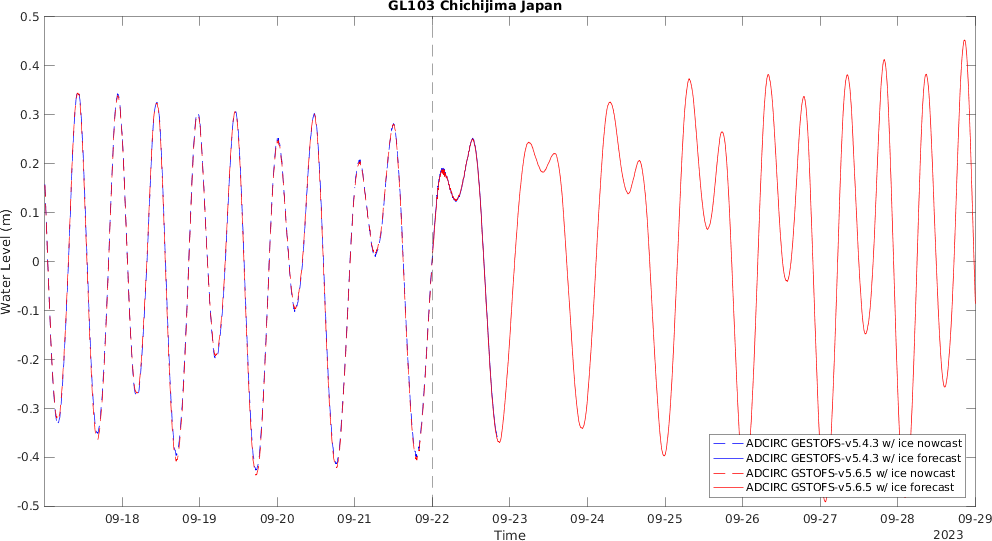 GL103 Chichijima Japan
0.5
0.4
0.3
0.2
0.1
0
-0.1
-0.2
-0.3
-0.4
-0.5
Water Level (m)
ADCIRC GESTOFS-v5.4.3 w/ ice nowcast
ADCIRC GESTOFS-v5.4.3 w/ ice forecast
ADCIRC GSTOFS-v5.6.5 w/ ice nowcast
ADCIRC GSTOFS-v5.6.5 w/ ice forecast
09-18 09-19 09-20 09-21 09-22 09-23 09-24 09-25 09-26 09-27 09-28 09-29
Time
2023